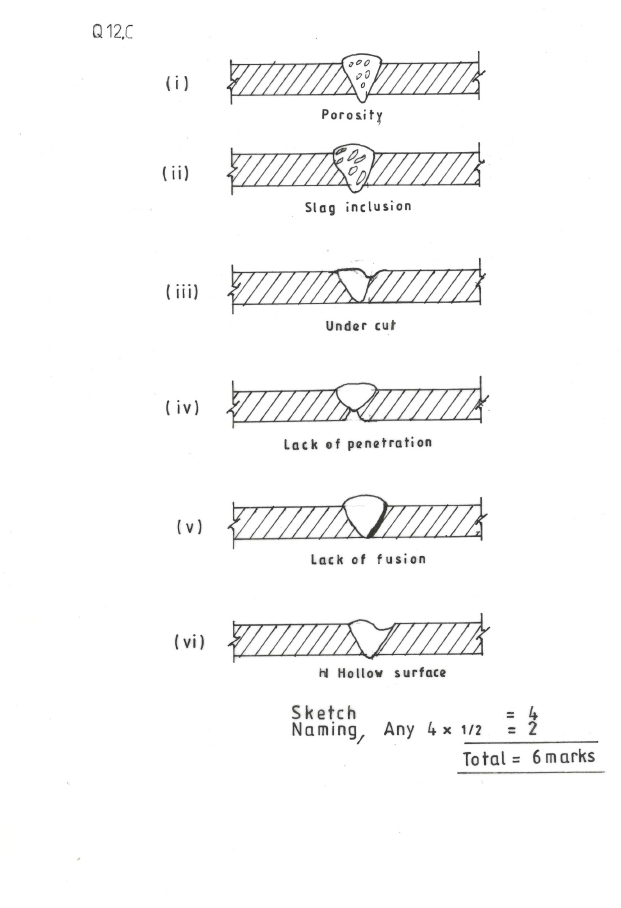 Q12,C
(i)
Porosity
(ii)
Slag inclusion
(iii)
Under cut
(iv)
Lack of penetration
(v)
Lack of fusion
(vi)
Hollow surface
Sketch = 4
Naming, Any 4 x 1/2 = 2
Total = 6 marks